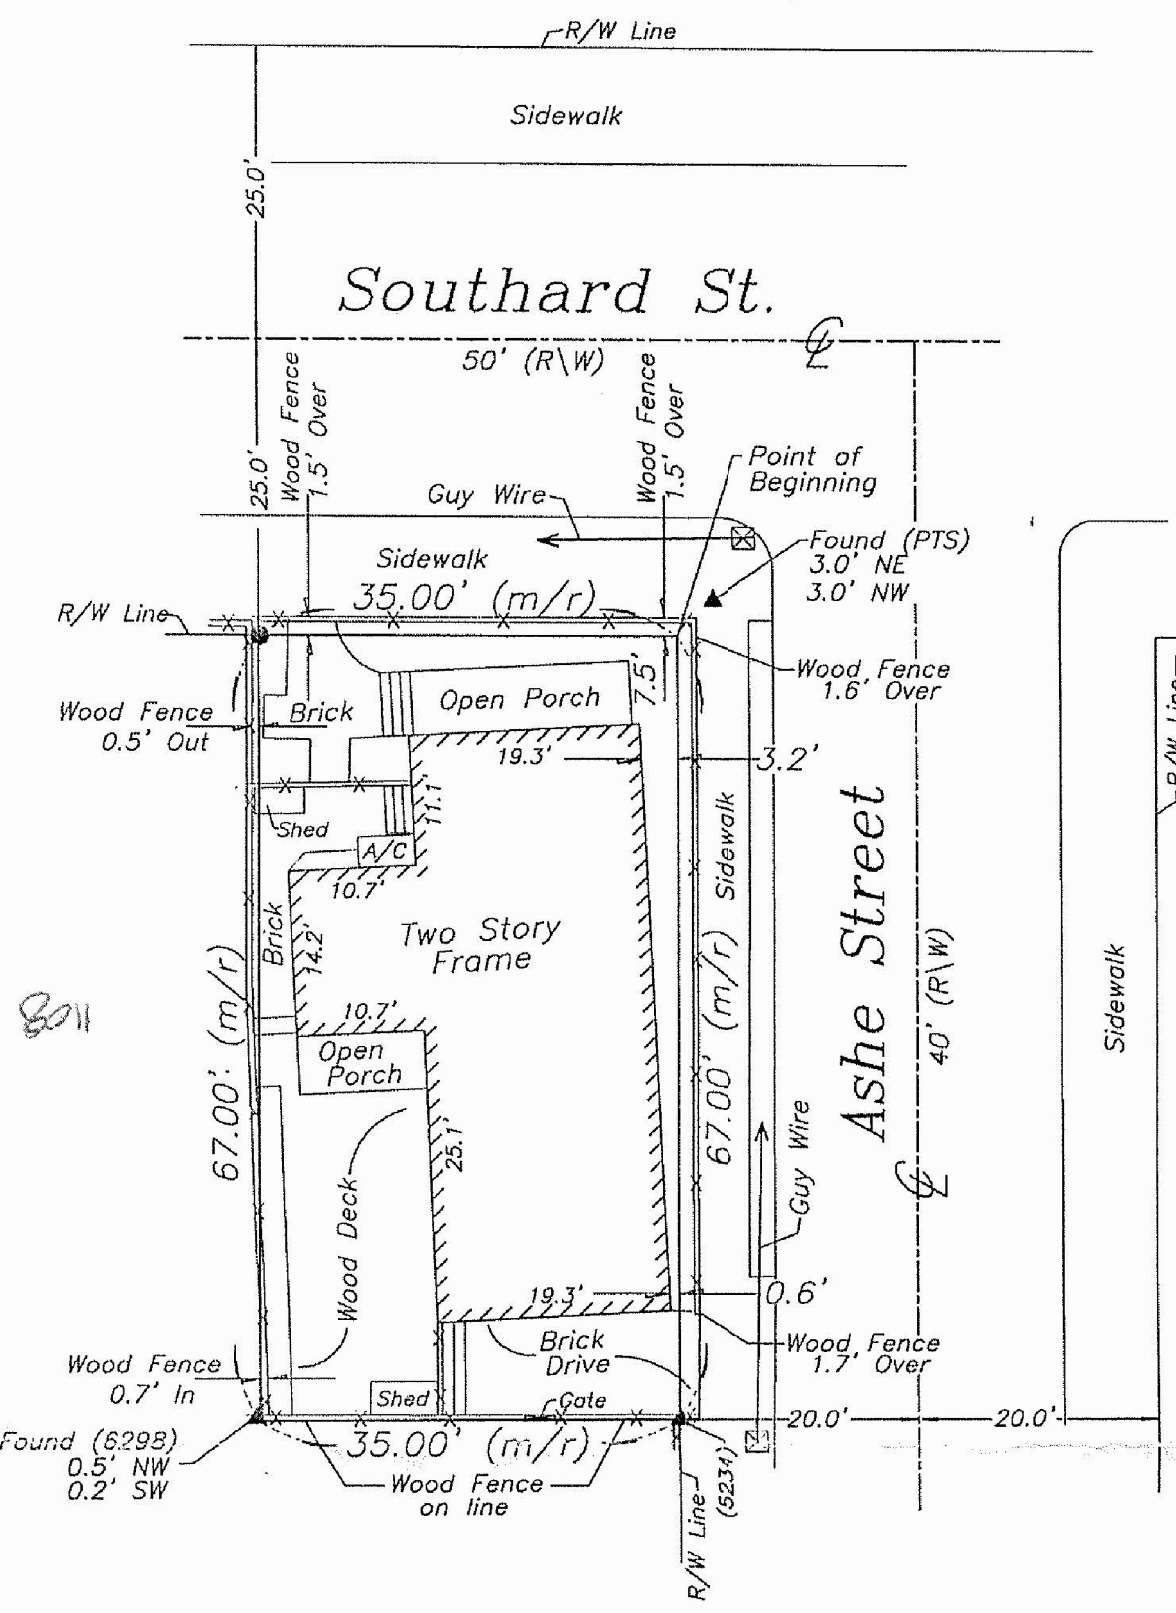 R/W Line
Sidewalk
25.0'
Southard St.
℄
50' (R\W)
25.0'
Wood Fence
1.5' Over
Wood Fence
1.5' Over
Point of
Beginning
Guy Wire
Found (PTS)
3.0' NE
3.0' NW
Sidewalk
35.00' (m/r)
R/W Line
Wood Fence
1.6' Over
7.5'
Open Porch
Wood Fence
0.5' Out
Brick
19.3'
3.2'
R/W Line
11.1'
Shed
A/C
10.7'
Sidewalk
Ashe Street
40' (R\W)
℄
Brick
14.2'
Two Story
Frame
67.00' (m/r)
67.00' (m/r)
Sidewalk
10.7'
Open
Porch
25.1'
Wood Deck
Guy Wire
19.3'
0.6'
Brick
Drive
Wood Fence
1.7' Over
Wood Fence
0.7' In
Shed
Gate
20.0'
20.0'
Found (6298)
0.5' NW
0.2' SW
35.00' (m/r)
Wood Fence
on line
R/W Line
(5234)